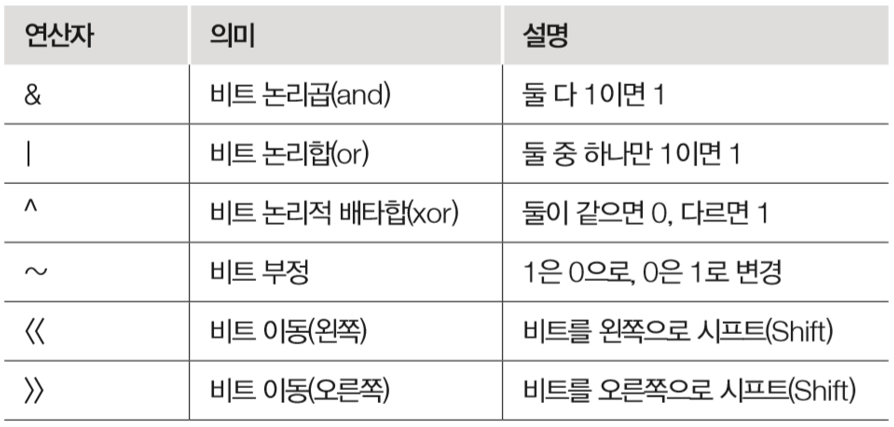 연산자 의미 설명
& 비트 논리곱(and) 둘 다 1이면 1
| 비트 논리합(or) 둘 중 하나만 1이면 1
^ 비트 논리적 배타합(xor) 둘이 같으면 0, 다르면 1
~ 비트 부정 1은 0으로, 0은 1로 변경
<< 비트 이동(왼쪽) 비트를 왼쪽으로 시프트(Shift)
>> 비트 이동(오른쪽) 비트를 오른쪽으로 시프트(Shift)